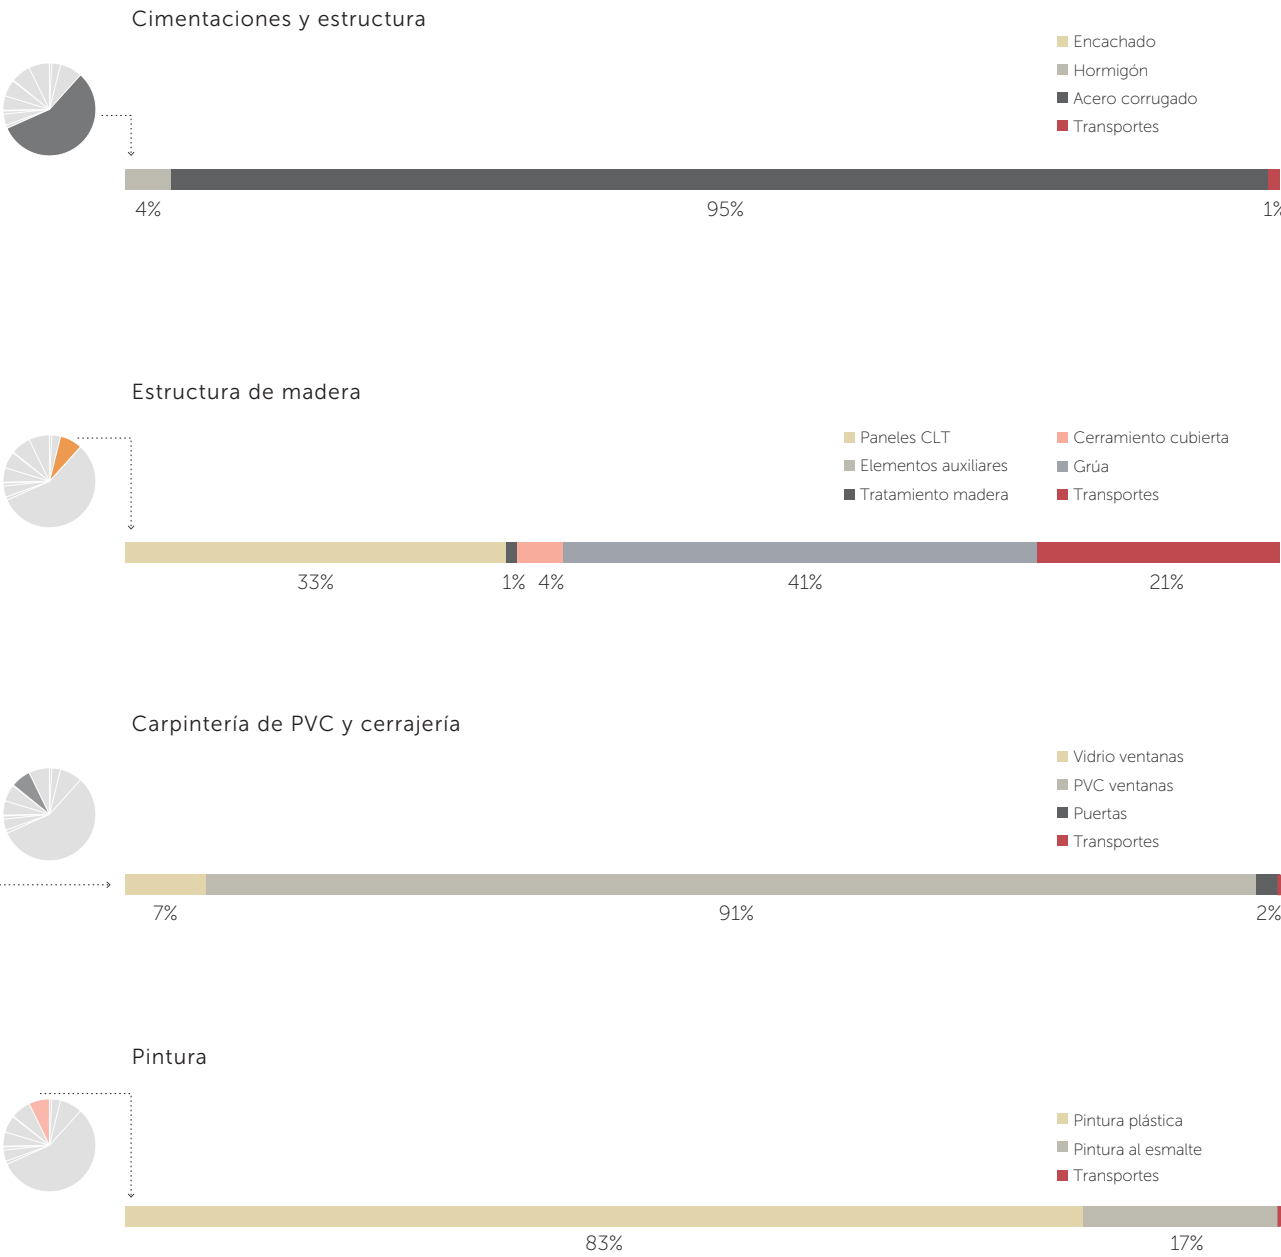 Cimentaciones y estructura
Encachado
Hormigón
Acero corrugado
Transportes
4% 95% 1%
Estructura de madera
Paneles CLT Cerramiento cubierta
Elementos auxiliares Grúa
Tratamiento madera Transportes
33% 1% 4% 41% 21%
Carpintería de PVC y cerrajería
Vidrio ventanas
PVC ventanas
Puertas
Transportes
7% 91% 2%
Pintura
Pintura plástica
Pintura al esmalte
Transportes
83% 17%